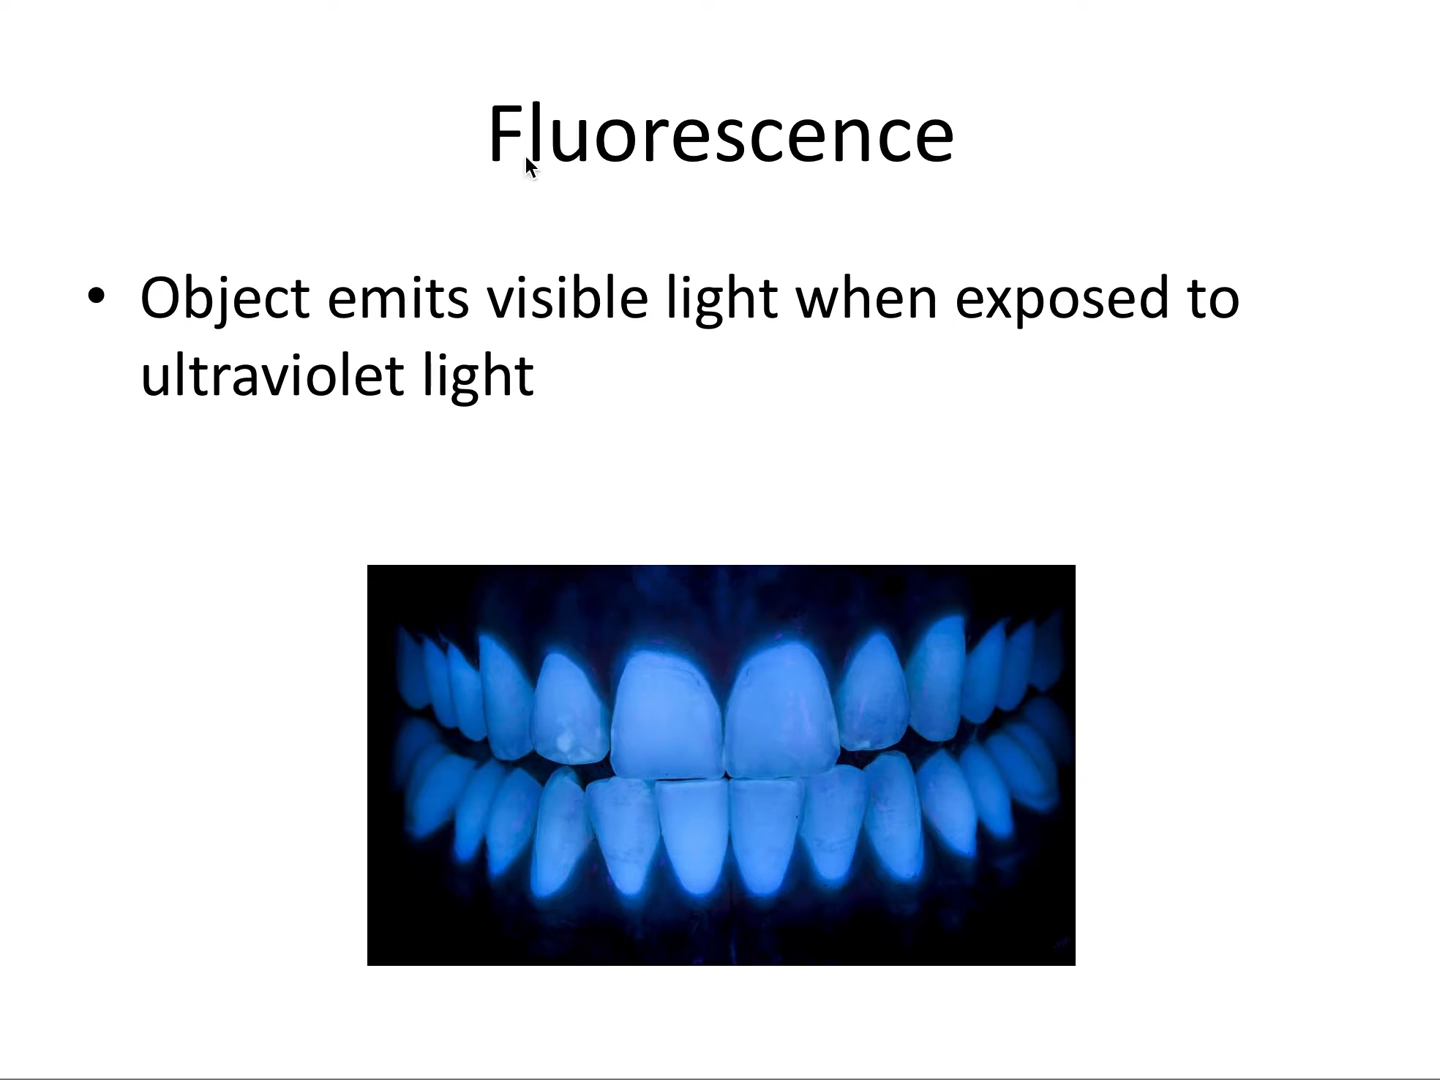 Fluorescence
• Object emits visible light when exposed to
ultraviolet light